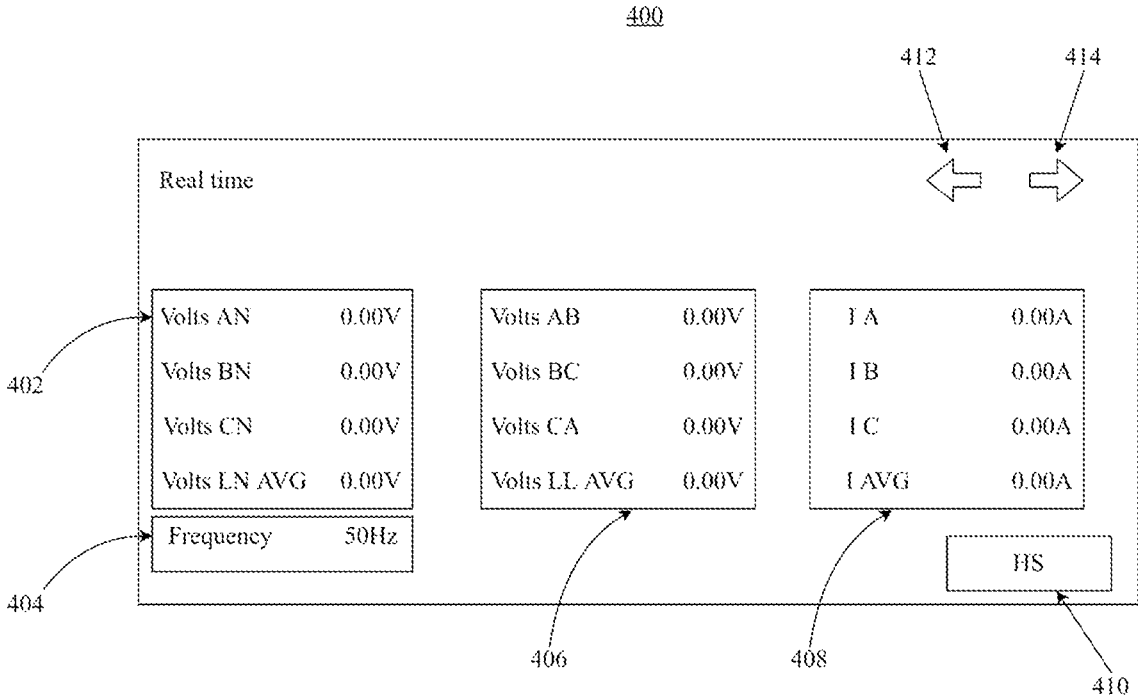 400
412
414
Real time
Volts AN 0.00V
Volts BN 0.00V
Volts CN 0.00V
Volts LN AVG 0.00V
Volts AB 0.00V
Volts BC 0.00V
Volts CA 0.00V
Volts LL AVG 0.00V
I A 0.00A
I B 0.00A
I C 0.00A
I AVG 0.00A
402
Frequency 50Hz
HS
404
406
408
410